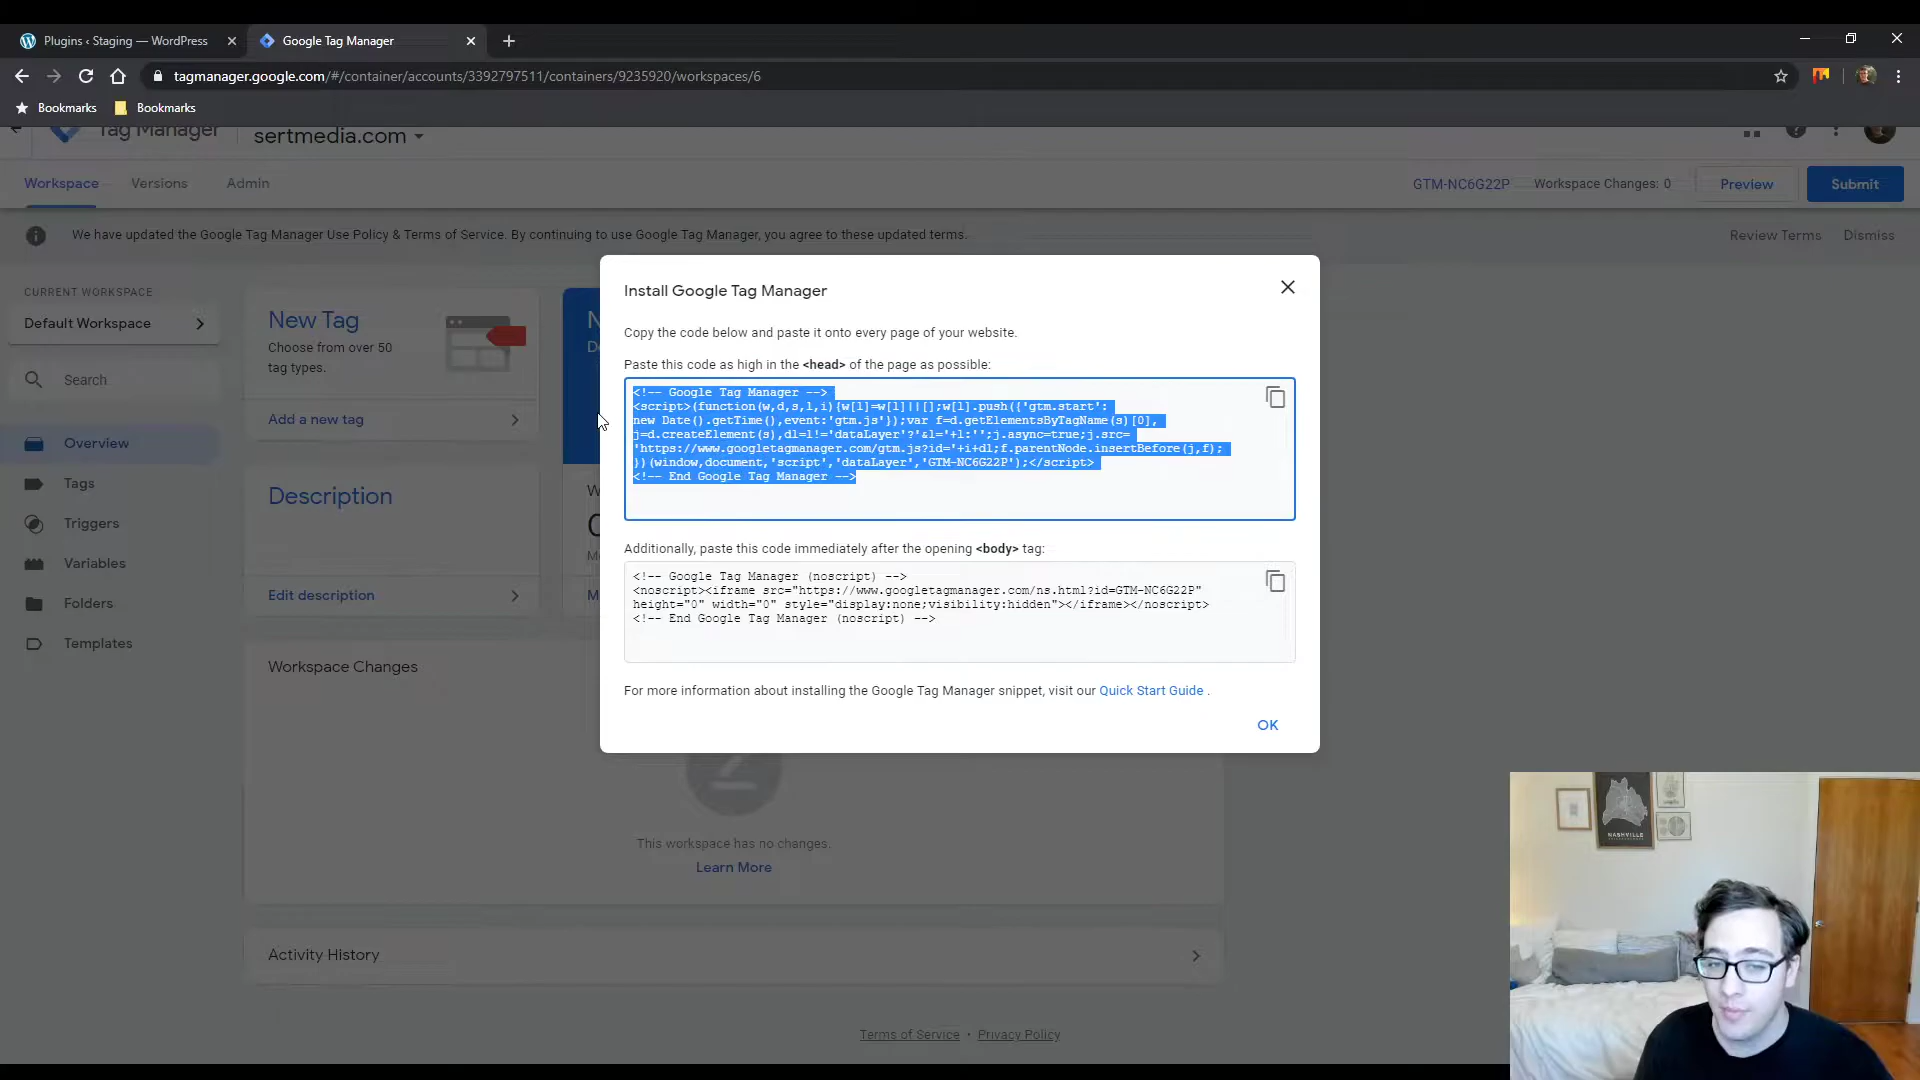 Plugins ‹ Staging — WordPress
Google Tag Manager
tagmanager.google.com/#/container/accounts/3392797511/containers/9235920/workspaces/6
Bookmarks
Bookmarks
Tag Manager
sertmedia.com
Workspace
Versions
Admin
GTM-NC6G22P
Workspace Changes: 0
Preview
Submit
We have updated the Google Tag Manager Use Policy & Terms of Service. By continuing to use Google Tag Manager, you agree to these updated terms.
Review Terms
Dismiss
CURRENT WORKSPACE
Default Workspace
Search
Overview
Tags
Triggers
Variables
Folders
Templates
New Tag
Choose from over 50
tag types.
Add a new tag
Description
Edit description
Install Google Tag Manager
Copy the code below and paste it onto every page of your website.
Paste this code as high in the <head> of the page as possible:
<!-- Google Tag Manager -->
<script>(function(w,d,s,l,i){w[l]=w[l]||[];w[l].push({'gtm.start':
new Date().getTime(),event:'gtm.js'});var f=d.getElementsByTagName(s)[0],
j=d.createElement(s),dl=l!='dataLayer'?'&l='+l:'';j.async=true;j.src=
'https://www.googletagmanager.com/gtm.js?id='+i+dl;f.parentNode.insertBefore(j,f);
})(window,document,'script','dataLayer','GTM-NC6G22P');</script>
<!-- End Google Tag Manager -->
Additionally, paste this code immediately after the opening <body> tag:
<!-- Google Tag Manager (noscript) -->
<noscript><iframe src="https://www.googletagmanager.com/ns.html?id=GTM-NC6G22P"
height="0" width="0" style="display:none;visibility:hidden"></iframe></noscript>
<!-- End Google Tag Manager (noscript) -->
For more information about installing the Google Tag Manager snippet, visit our Quick Start Guide .
OK
Workspace Changes
This workspace has no changes.
Learn More
Activity History
Terms of Service • Privacy Policy
NASHVILLE